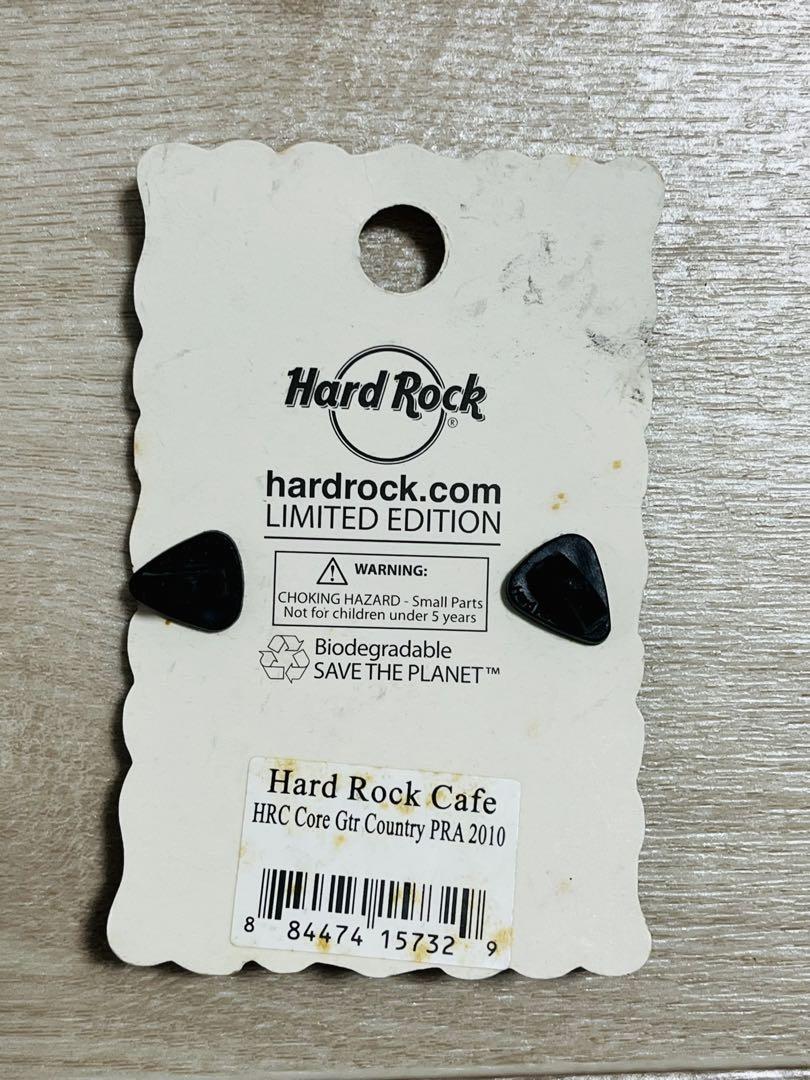 Hard Rock
®
hardrock.com
LIMITED EDITION
WARNING:
CHOKING HAZARD - Small Parts
Not for children under 5 years
Biodegradable
SAVE THE PLANET™
Hard Rock Cafe
HRC Core Gtr Country PRA 2010
8 84474 15732 9